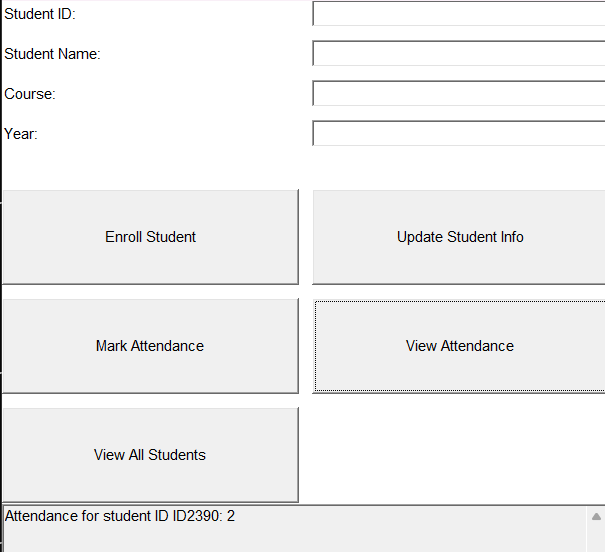 Student ID:
Student Name:
Course:
Year:
Enroll Student
Update Student Info
Mark Attendance
View Attendance
View All Students
Attendance for student ID ID2390: 2